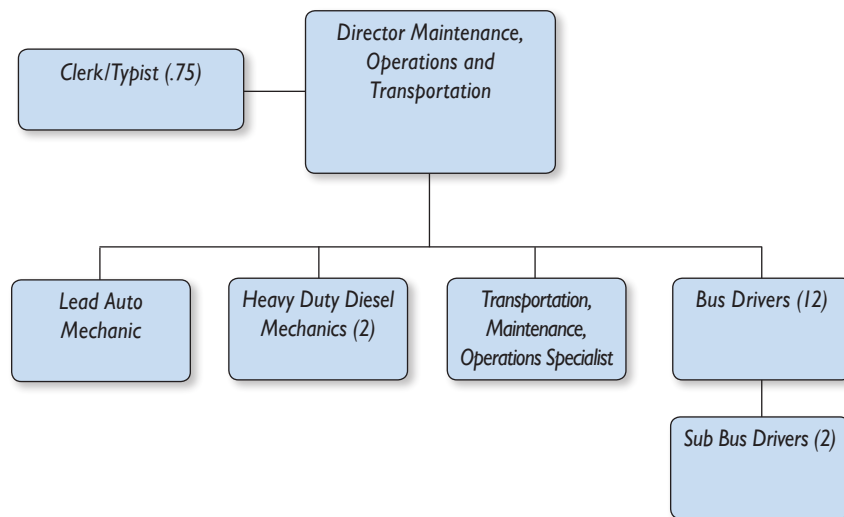 Director Maintenance,
Operations and
Transportation
Clerk/Typist (.75)
Lead Auto
Mechanic
Heavy Duty Diesel
Mechanics (2)
Transportation,
Maintenance,
Operations Specialist
Bus Drivers (12)
Sub Bus Drivers (2)